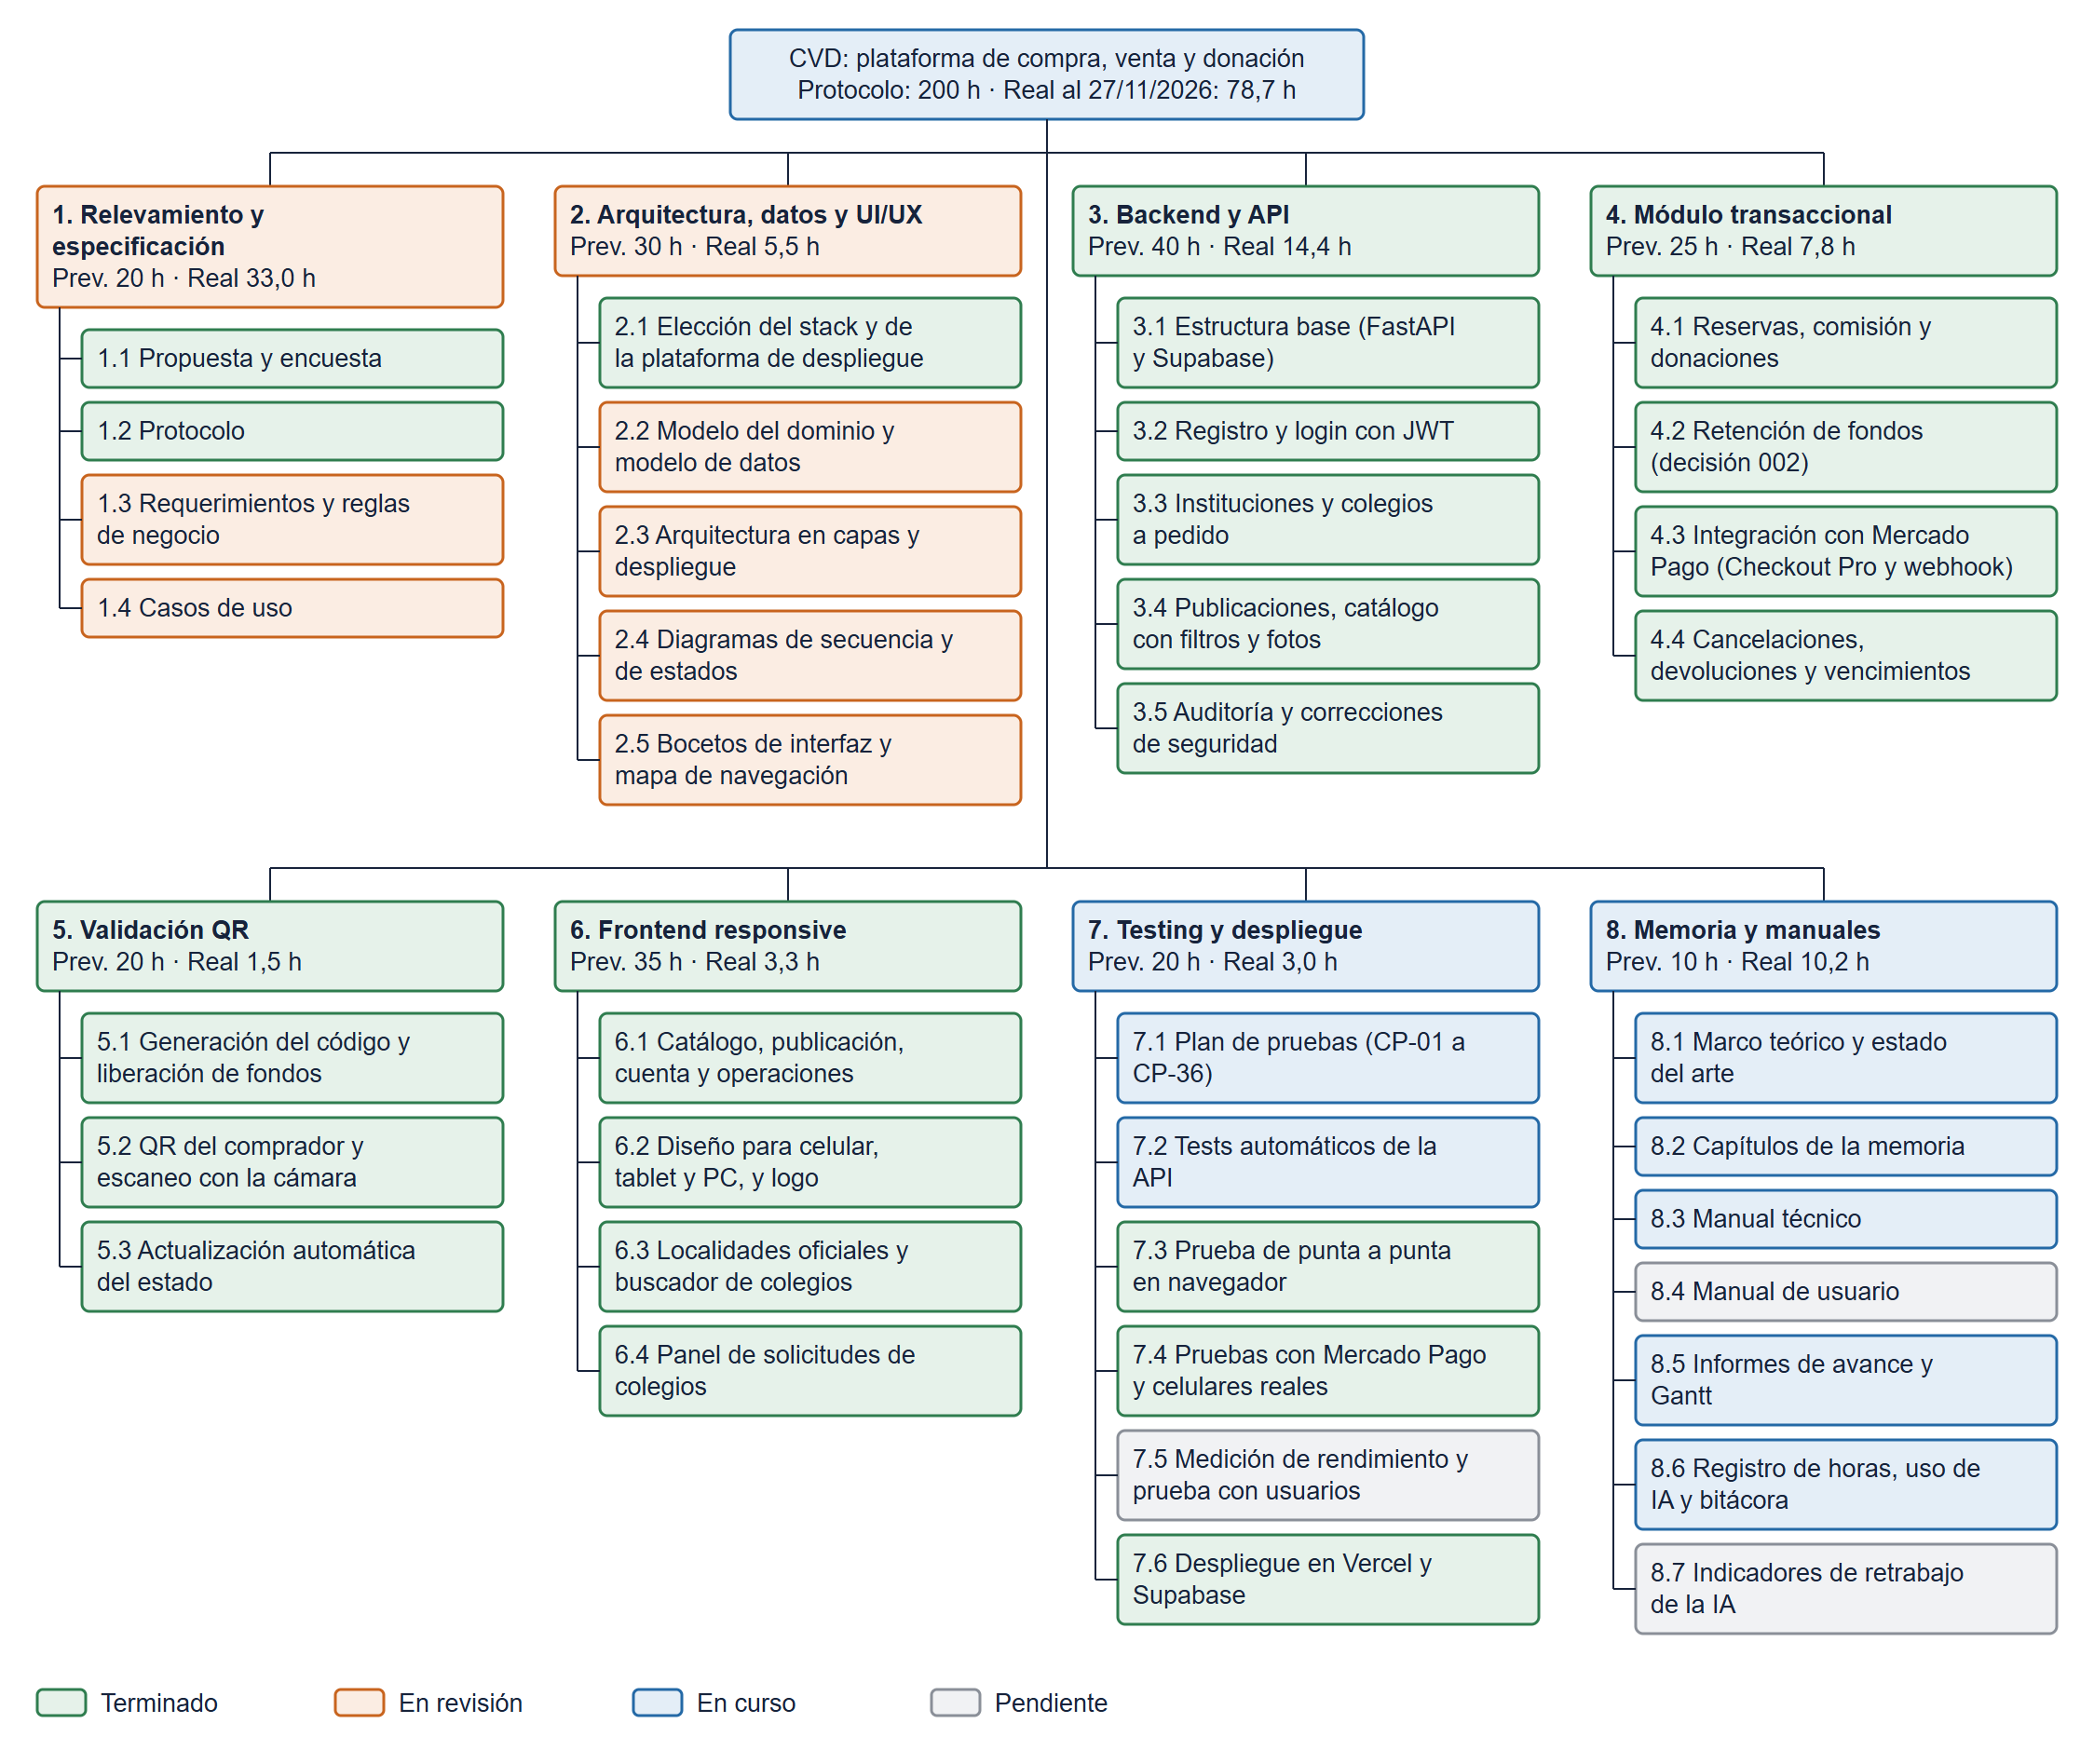 CVD: plataforma de compra, venta y donación
Protocolo: 200 h · Real al 27/11/2026: 78,7 h
1. Relevamiento y
especificación
Prev. 20 h · Real 33,0 h
1.1 Propuesta y encuesta
1.2 Protocolo
1.3 Requerimientos y reglas
de negocio
1.4 Casos de uso
2. Arquitectura, datos y UI/UX
Prev. 30 h · Real 5,5 h
2.1 Elección del stack y de
la plataforma de despliegue
2.2 Modelo del dominio y
modelo de datos
2.3 Arquitectura en capas y
despliegue
2.4 Diagramas de secuencia y
de estados
2.5 Bocetos de interfaz y
mapa de navegación
3. Backend y API
Prev. 40 h · Real 14,4 h
3.1 Estructura base (FastAPI
y Supabase)
3.2 Registro y login con JWT
3.3 Instituciones y colegios
a pedido
3.4 Publicaciones, catálogo
con filtros y fotos
3.5 Auditoría y correcciones
de seguridad
4. Módulo transaccional
Prev. 25 h · Real 7,8 h
4.1 Reservas, comisión y
donaciones
4.2 Retención de fondos
(decisión 002)
4.3 Integración con Mercado
Pago (Checkout Pro y webhook)
4.4 Cancelaciones,
devoluciones y vencimientos
5. Validación QR
Prev. 20 h · Real 1,5 h
5.1 Generación del código y
liberación de fondos
5.2 QR del comprador y
escaneo con la cámara
5.3 Actualización automática
del estado
6. Frontend responsive
Prev. 35 h · Real 3,3 h
6.1 Catálogo, publicación,
cuenta y operaciones
6.2 Diseño para celular,
tablet y PC, y logo
6.3 Localidades oficiales y
buscador de colegios
6.4 Panel de solicitudes de
colegios
7. Testing y despliegue
Prev. 20 h · Real 3,0 h
7.1 Plan de pruebas (CP-01 a
CP-36)
7.2 Tests automáticos de la
API
7.3 Prueba de punta a punta
en navegador
7.4 Pruebas con Mercado Pago
y celulares reales
7.5 Medición de rendimiento y
prueba con usuarios
7.6 Despliegue en Vercel y
Supabase
8. Memoria y manuales
Prev. 10 h · Real 10,2 h
8.1 Marco teórico y estado
del arte
8.2 Capítulos de la memoria
8.3 Manual técnico
8.4 Manual de usuario
8.5 Informes de avance y
Gantt
8.6 Registro de horas, uso de
IA y bitácora
8.7 Indicadores de retrabajo
de la IA
Terminado
En revisión
En curso
Pendiente